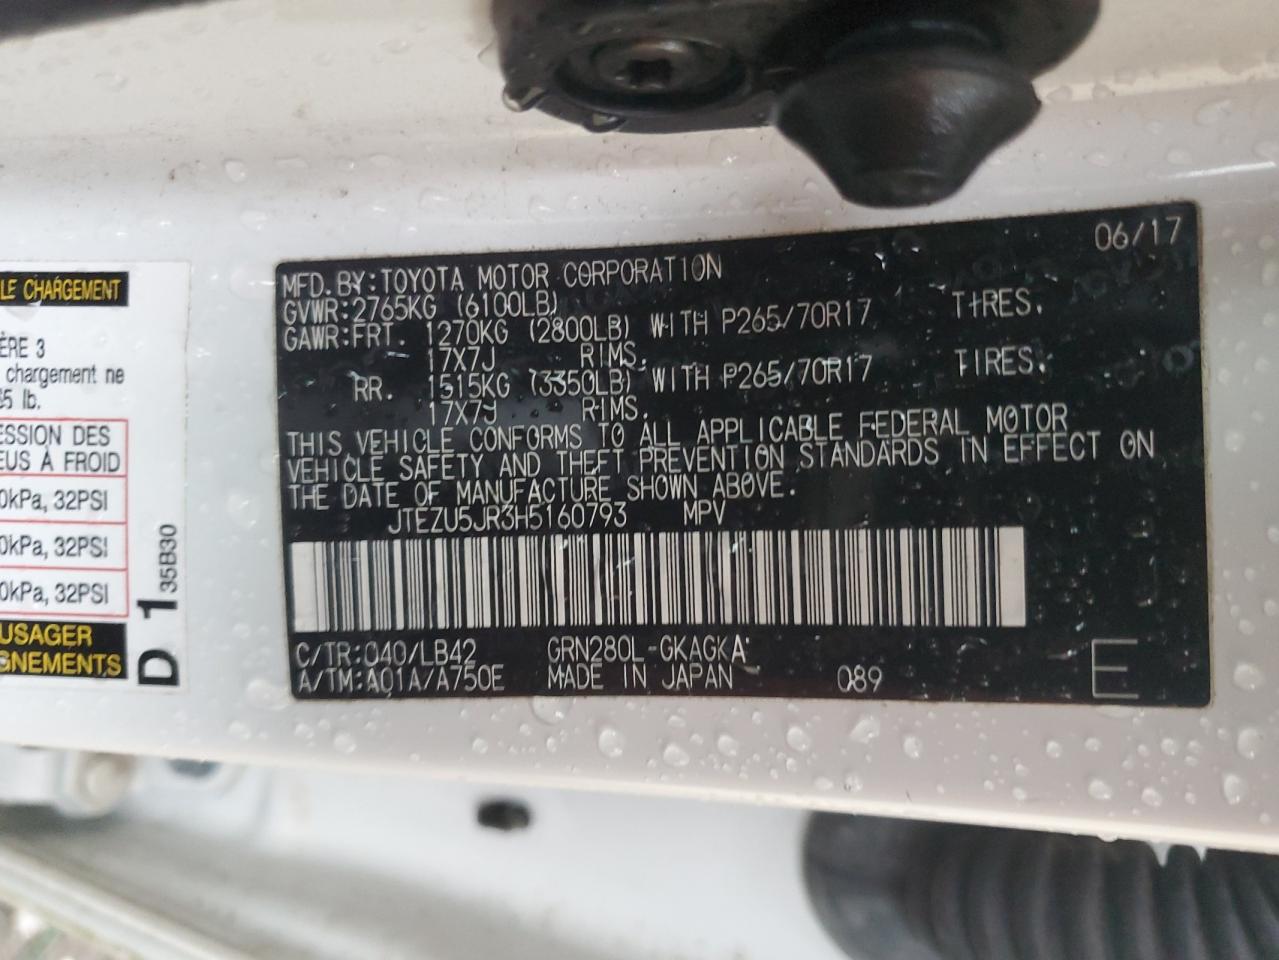 LE CHARGEMENT
ÈRE 3
chargement ne
5 lb.
ESSION DES
EUS À FROID
0kPa, 32PSI
0kPa, 32PSI
0kPa, 32PSI
USAGER
GNEMENTS
D 1 35B30
06/17
MFD.BY:TOYOTA MOTOR CORPORATION
GVWR:2765KG (6100LB)
GAWR:FRT. 1270KG (2800LB) WITH P265/70R17 TIRES.
17X7J RIMS.
RR. 1515KG (3350LB) WITH P265/70R17 TIRES.
17X7J RIMS.
THIS VEHICLE CONFORMS TO ALL APPLICABLE FEDERAL MOTOR
VEHICLE SAFETY AND THEFT PREVENTION STANDARDS IN EFFECT ON
THE DATE OF MANUFACTURE SHOWN ABOVE.
JTEZU5JR3H5160793 MPV
C/TR:040/LB42 GRN280L-GKAGKA
A/TM:A01A/A750E MADE IN JAPAN 089 E